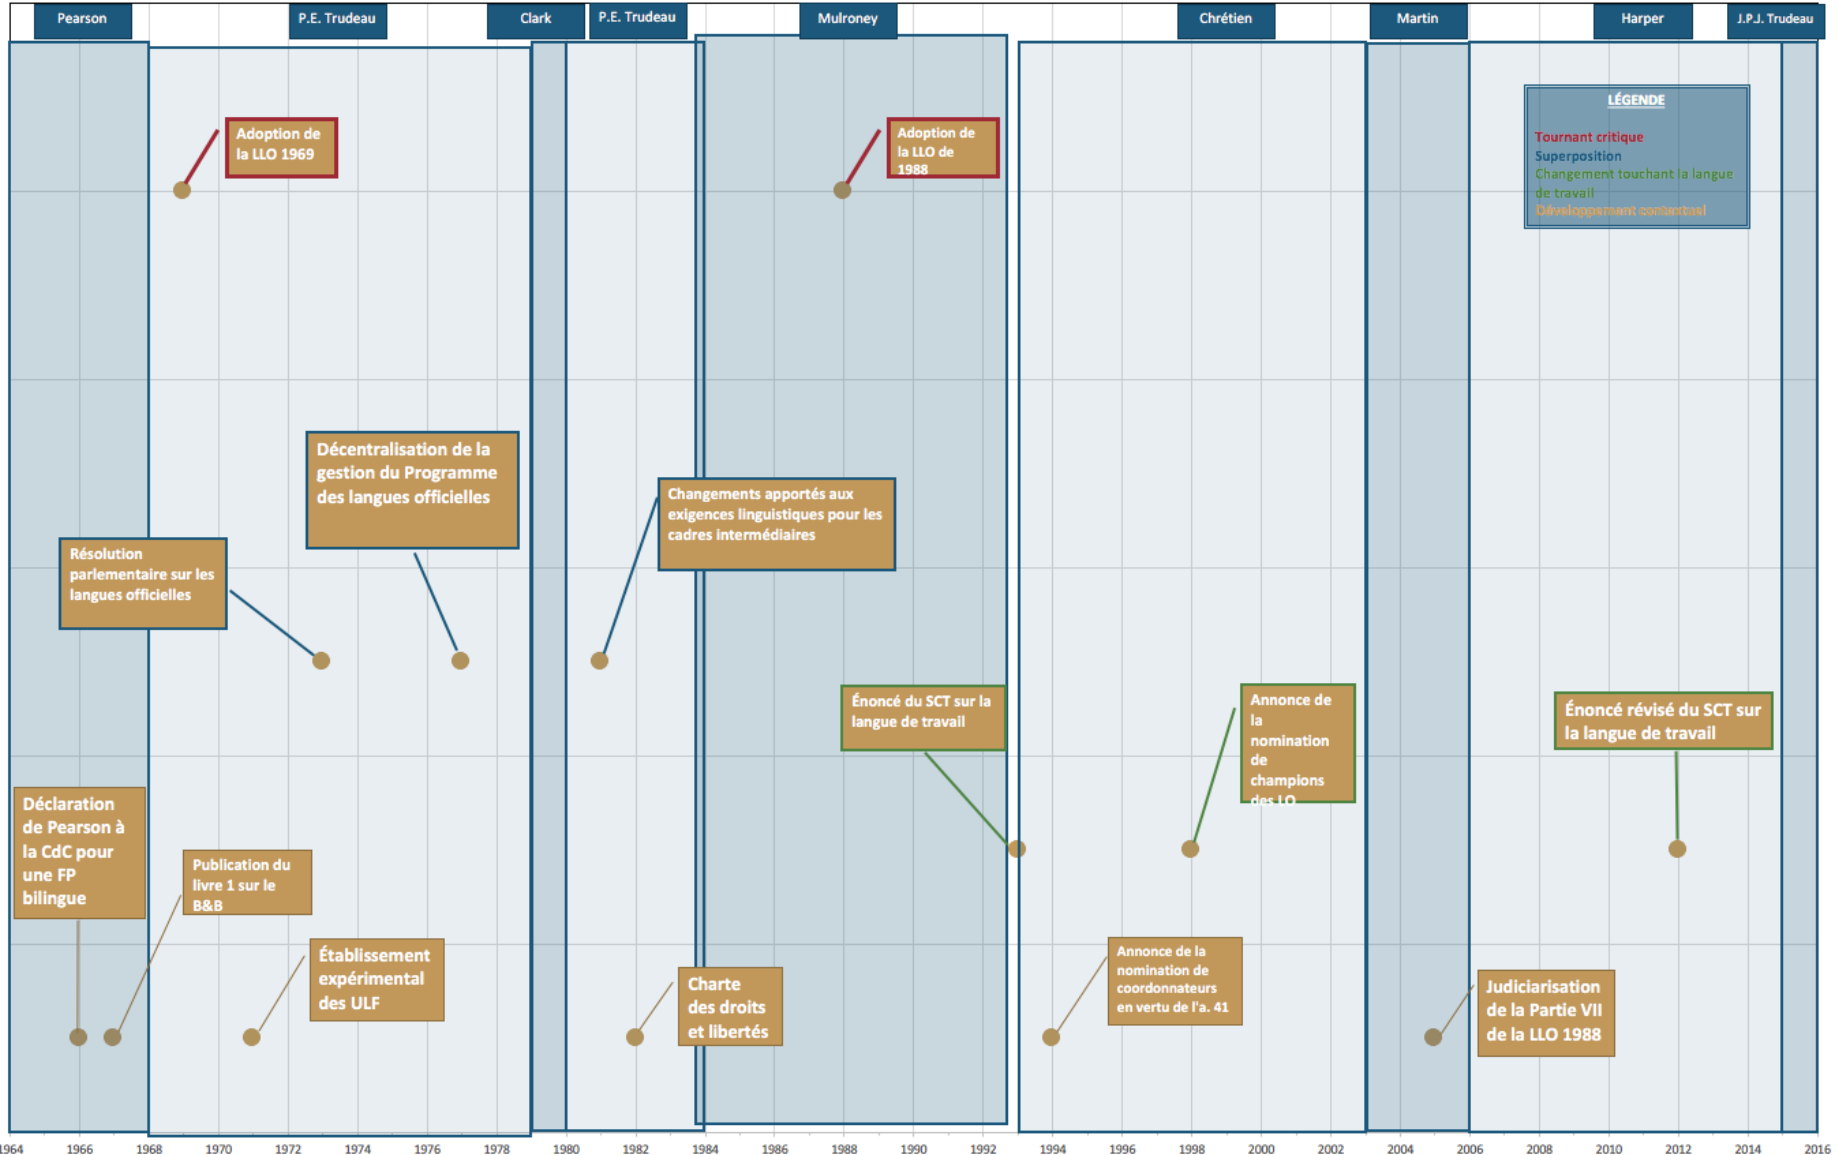 Pearson
P.E. Trudeau
Clark
P.E. Trudeau
Mulroney
Chrétien
Martin
Harper
J.P.J. Trudeau
LÉGENDE
Tournant critique
Superposition
Changement touchant la langue
de travail
Développement contextuel
Adoption de
la LLO 1969
Adoption de
la LLO de
1988
Décentralisation de la
gestion du Programme
des langues officielles
Changements apportés aux
exigences linguistiques pour les
cadres intermédiaires
Résolution
parlementaire sur les
langues officielles
Énoncé du SCT sur la
langue de travail
Annonce de
la
nomination
de
champions
des LO
Énoncé révisé du SCT sur
la langue de travail
Déclaration
de Pearson à
la CdC pour
une FP
bilingue
Publication du
livre 1 sur le
B&B
Établissement
expérimental
des ULF
Charte
des droits
et libertés
Annonce de la
nomination de
coordonnateurs
en vertu de l'a. 41
Judiciarisation
de la Partie VII
de la LLO 1988
1964
1966
1968
1970
1972
1974
1976
1978
1980
1982
1984
1986
1988
1990
1992
1994
1996
1998
2000
2002
2004
2006
2008
2010
2012
2014
2016